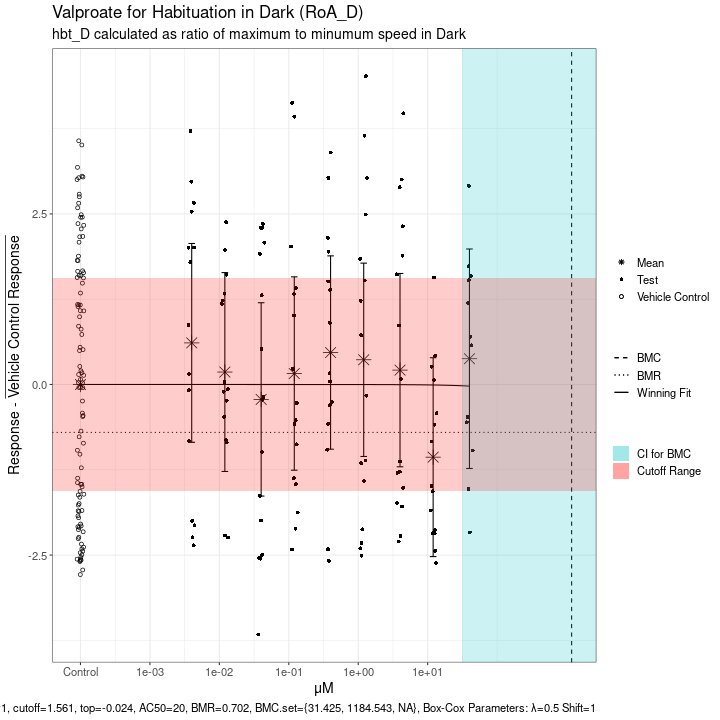 Valproate for Habituation in Dark (RoA_D)
hbt_D calculated as ratio of maximum to minumum speed in Dark
Response - Vehicle Control Response
2.5
0.0
-2.5
Control
1e-03
1e-02
1e-01
1e+00
1e+01
μM
Mean
Test
Vehicle Control
BMC
BMR
Winning Fit
CI for BMC
Cutoff Range
1, cutoff=1.561, top=-0.024, AC50=20, BMR=0.702, BMC.set={31.425, 1184.543, NA}, Box-Cox Parameters: λ=0.5 Shift=1